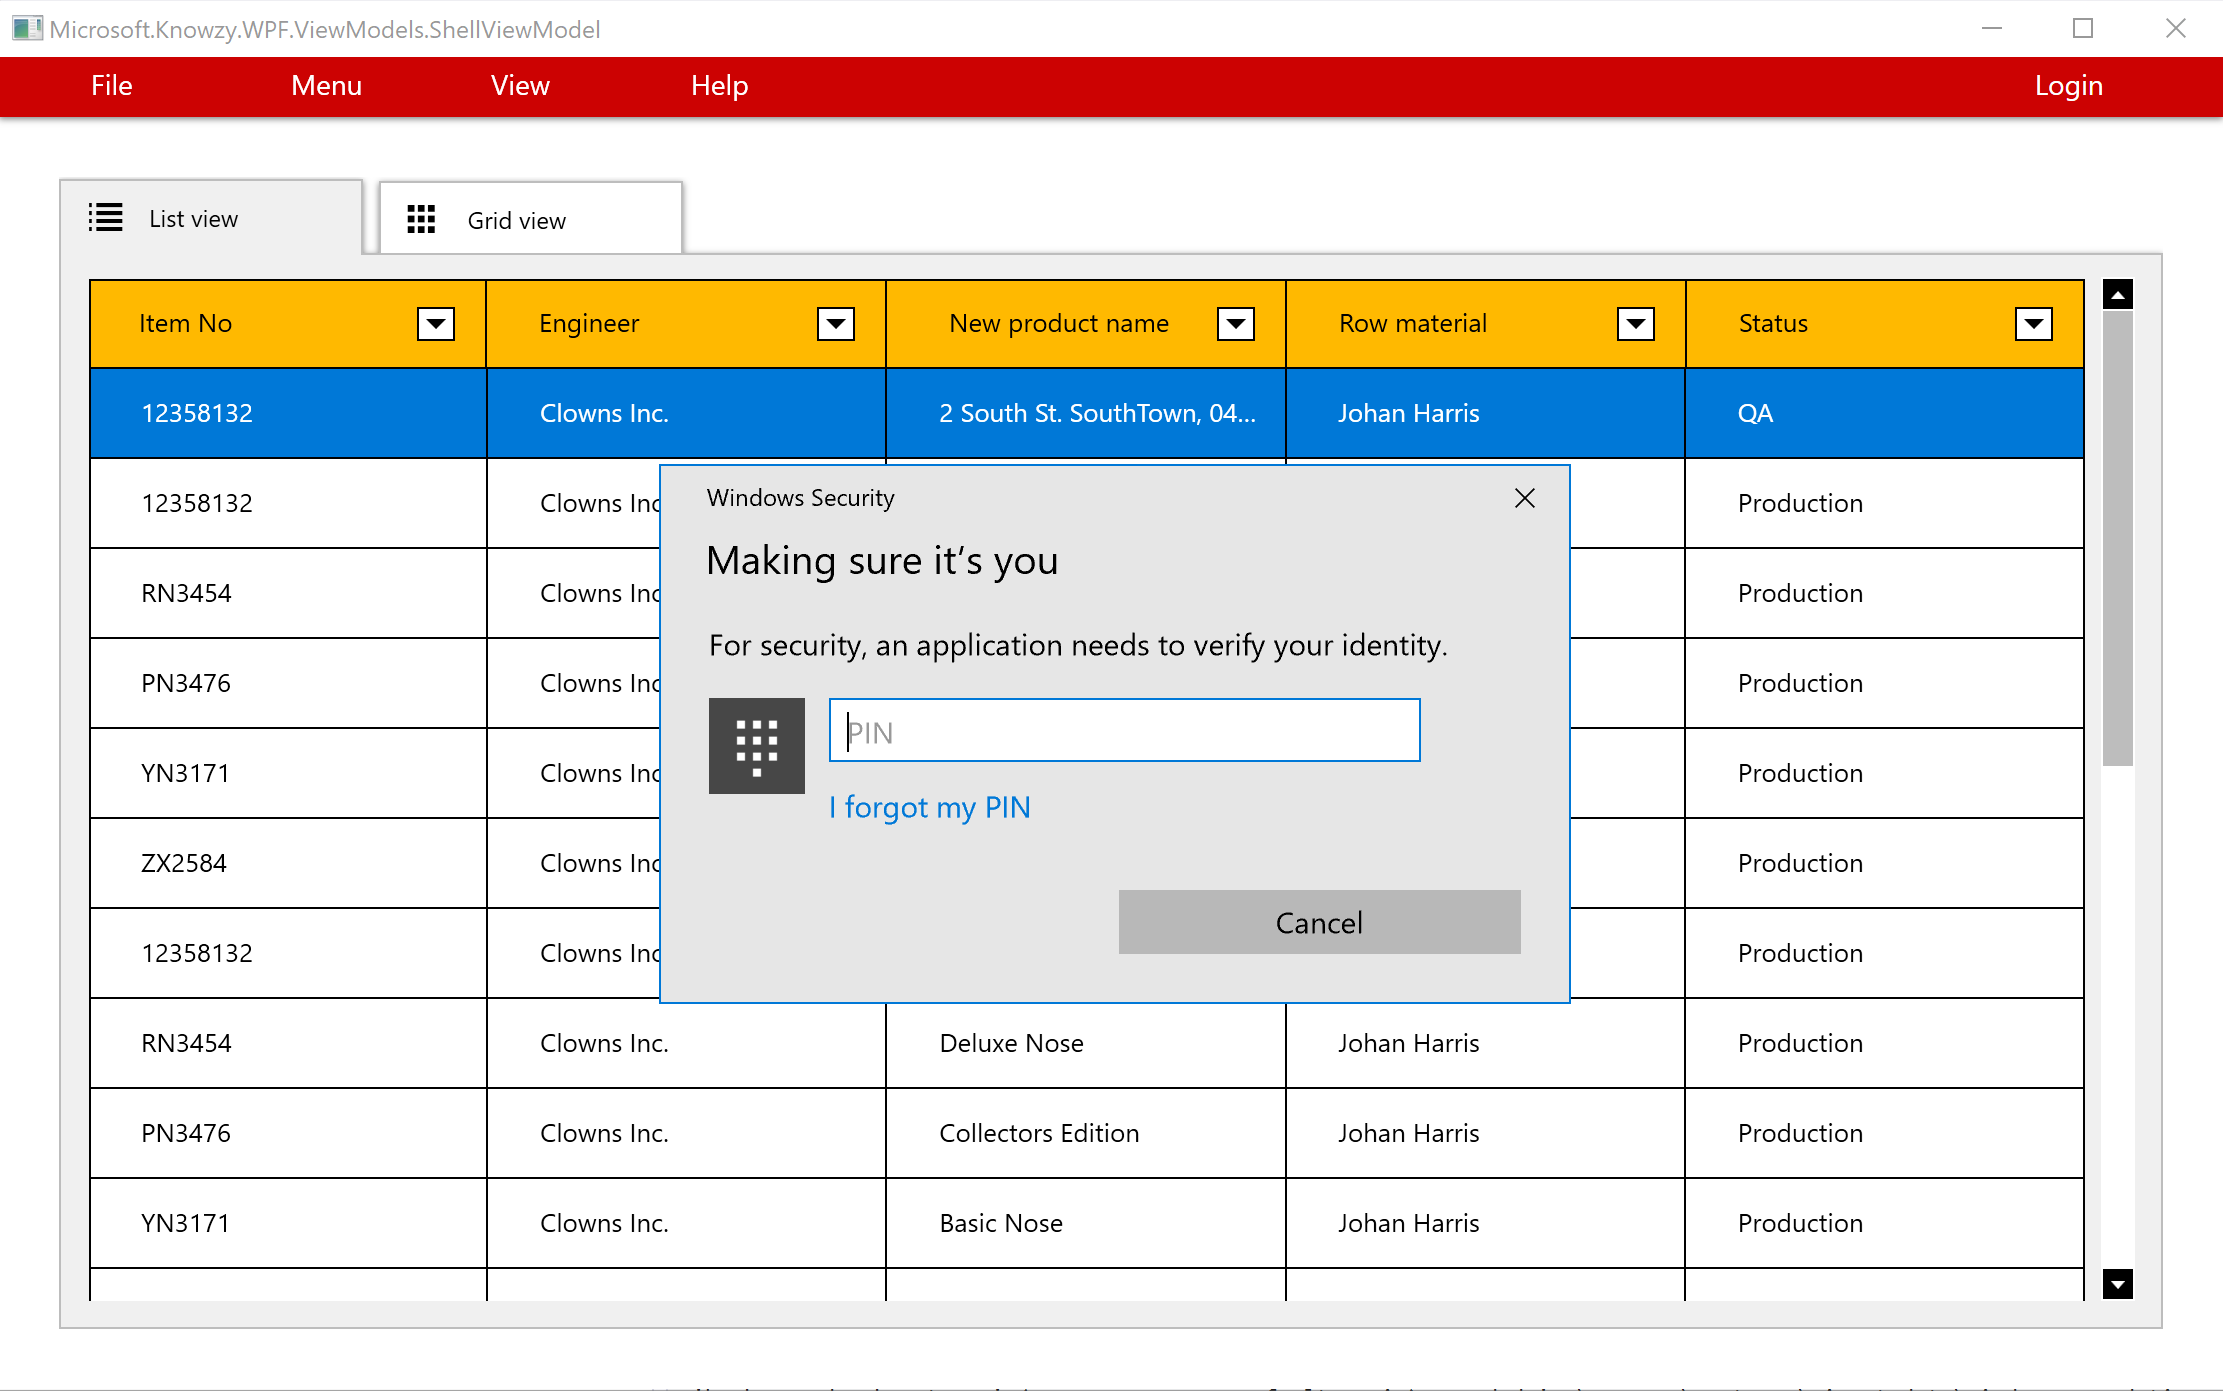 Microsoft.Knowzy.WPF.ViewModels.ShellViewModel
File Menu View Help Login
List view Grid view
Item No Engineer New product name Row material Status
12358132 Clowns Inc. 2 South St. SouthTown, 04... Johan Harris QA
12358132 Clowns Inc Production
RN3454 Clowns Inc Production
PN3476 Clowns Inc Production
YN3171 Clowns Inc Production
ZX2584 Clowns Inc Production
12358132 Clowns Inc Production
Windows Security
Making sure it’s you
For security, an application needs to verify your identity.
PIN
I forgot my PIN
Cancel
RN3454 Clowns Inc. Deluxe Nose Johan Harris Production
PN3476 Clowns Inc. Collectors Edition Johan Harris Production
YN3171 Clowns Inc. Basic Nose Johan Harris Production